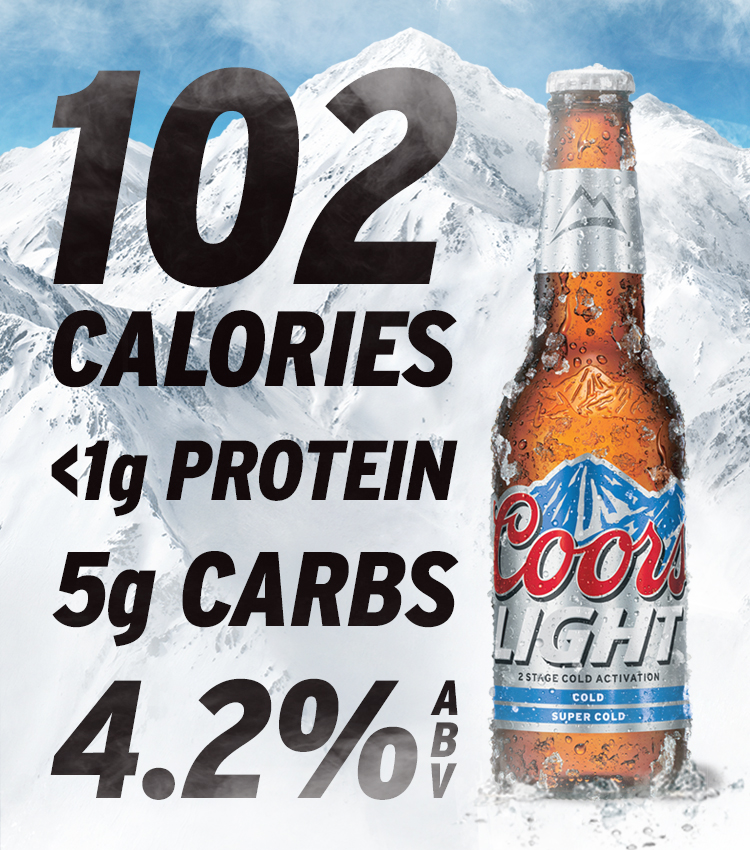 102
CALORIES
<1g PROTEIN
5g CARBS
4.2% ABV
Coors
LIGHT
2 STAGE COLD ACTIVATION
COLD
SUPER COLD